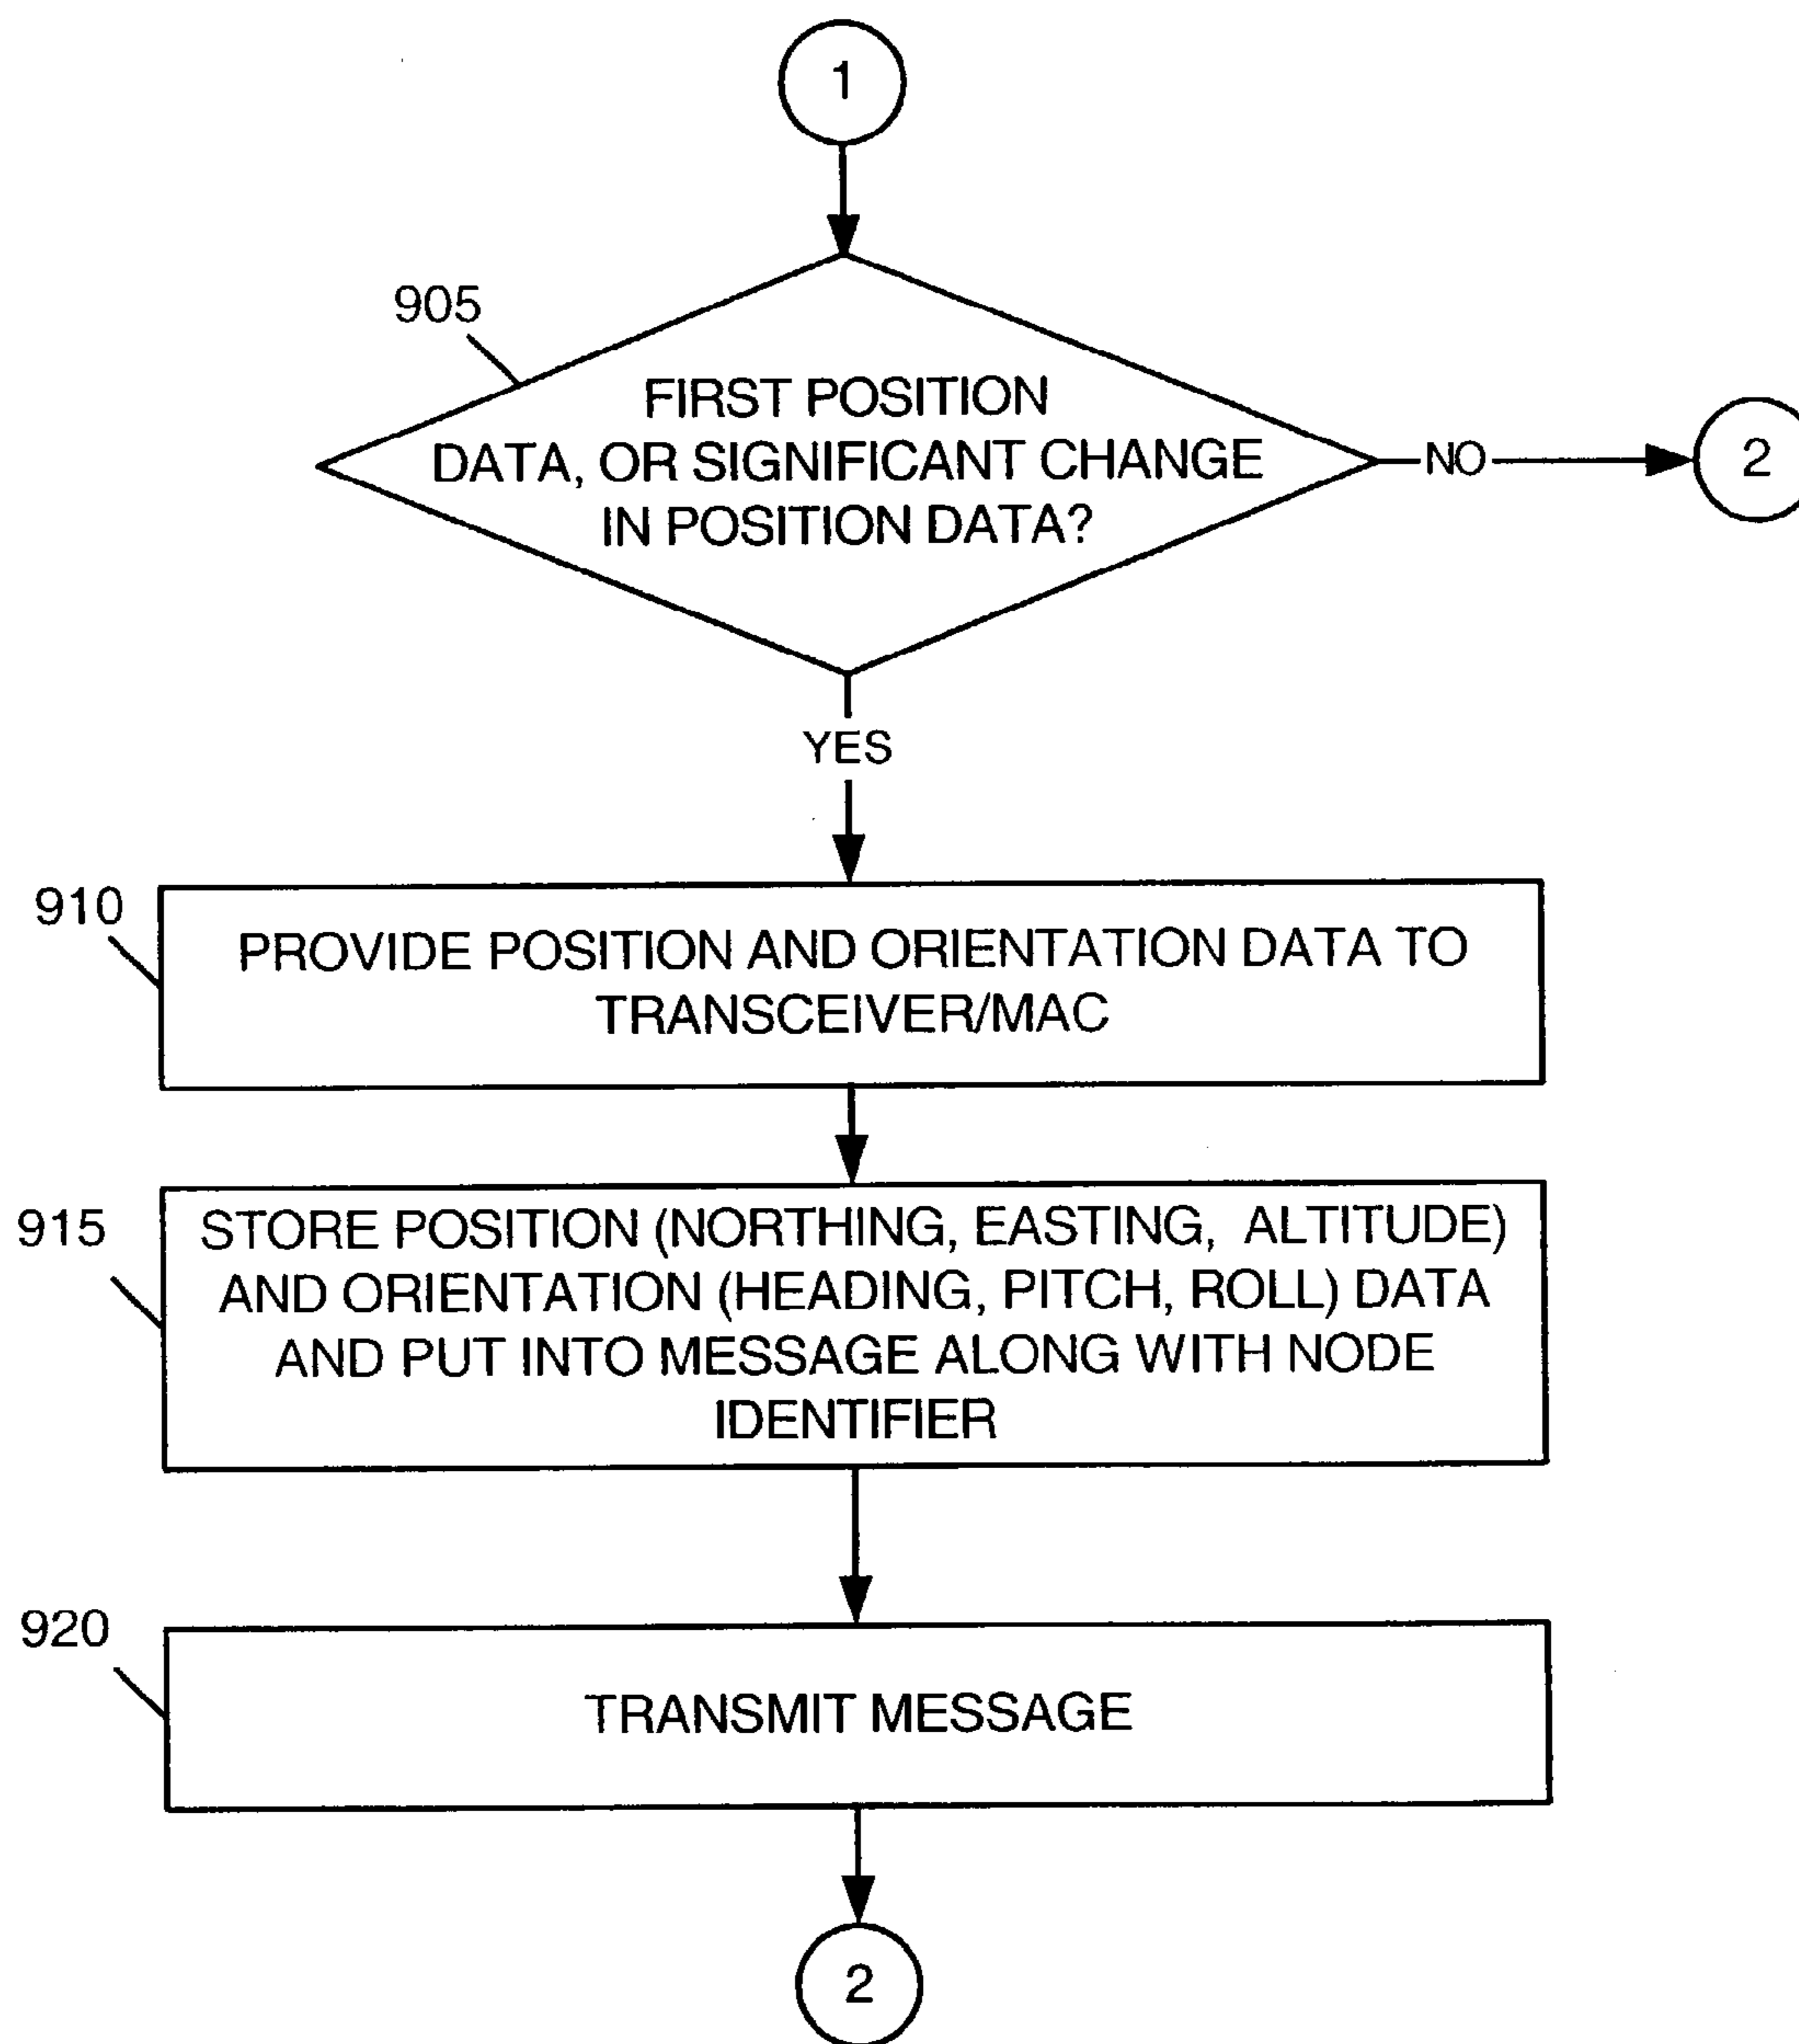 1
905
FIRST POSITION
DATA, OR SIGNIFICANT CHANGE
IN POSITION DATA?
NO
2
YES
910
PROVIDE POSITION AND ORIENTATION DATA TO
TRANSCEIVER/MAC
915
STORE POSITION (NORTHING, EASTING, ALTITUDE)
AND ORIENTATION (HEADING, PITCH, ROLL) DATA
AND PUT INTO MESSAGE ALONG WITH NODE
IDENTIFIER
920
TRANSMIT MESSAGE
2